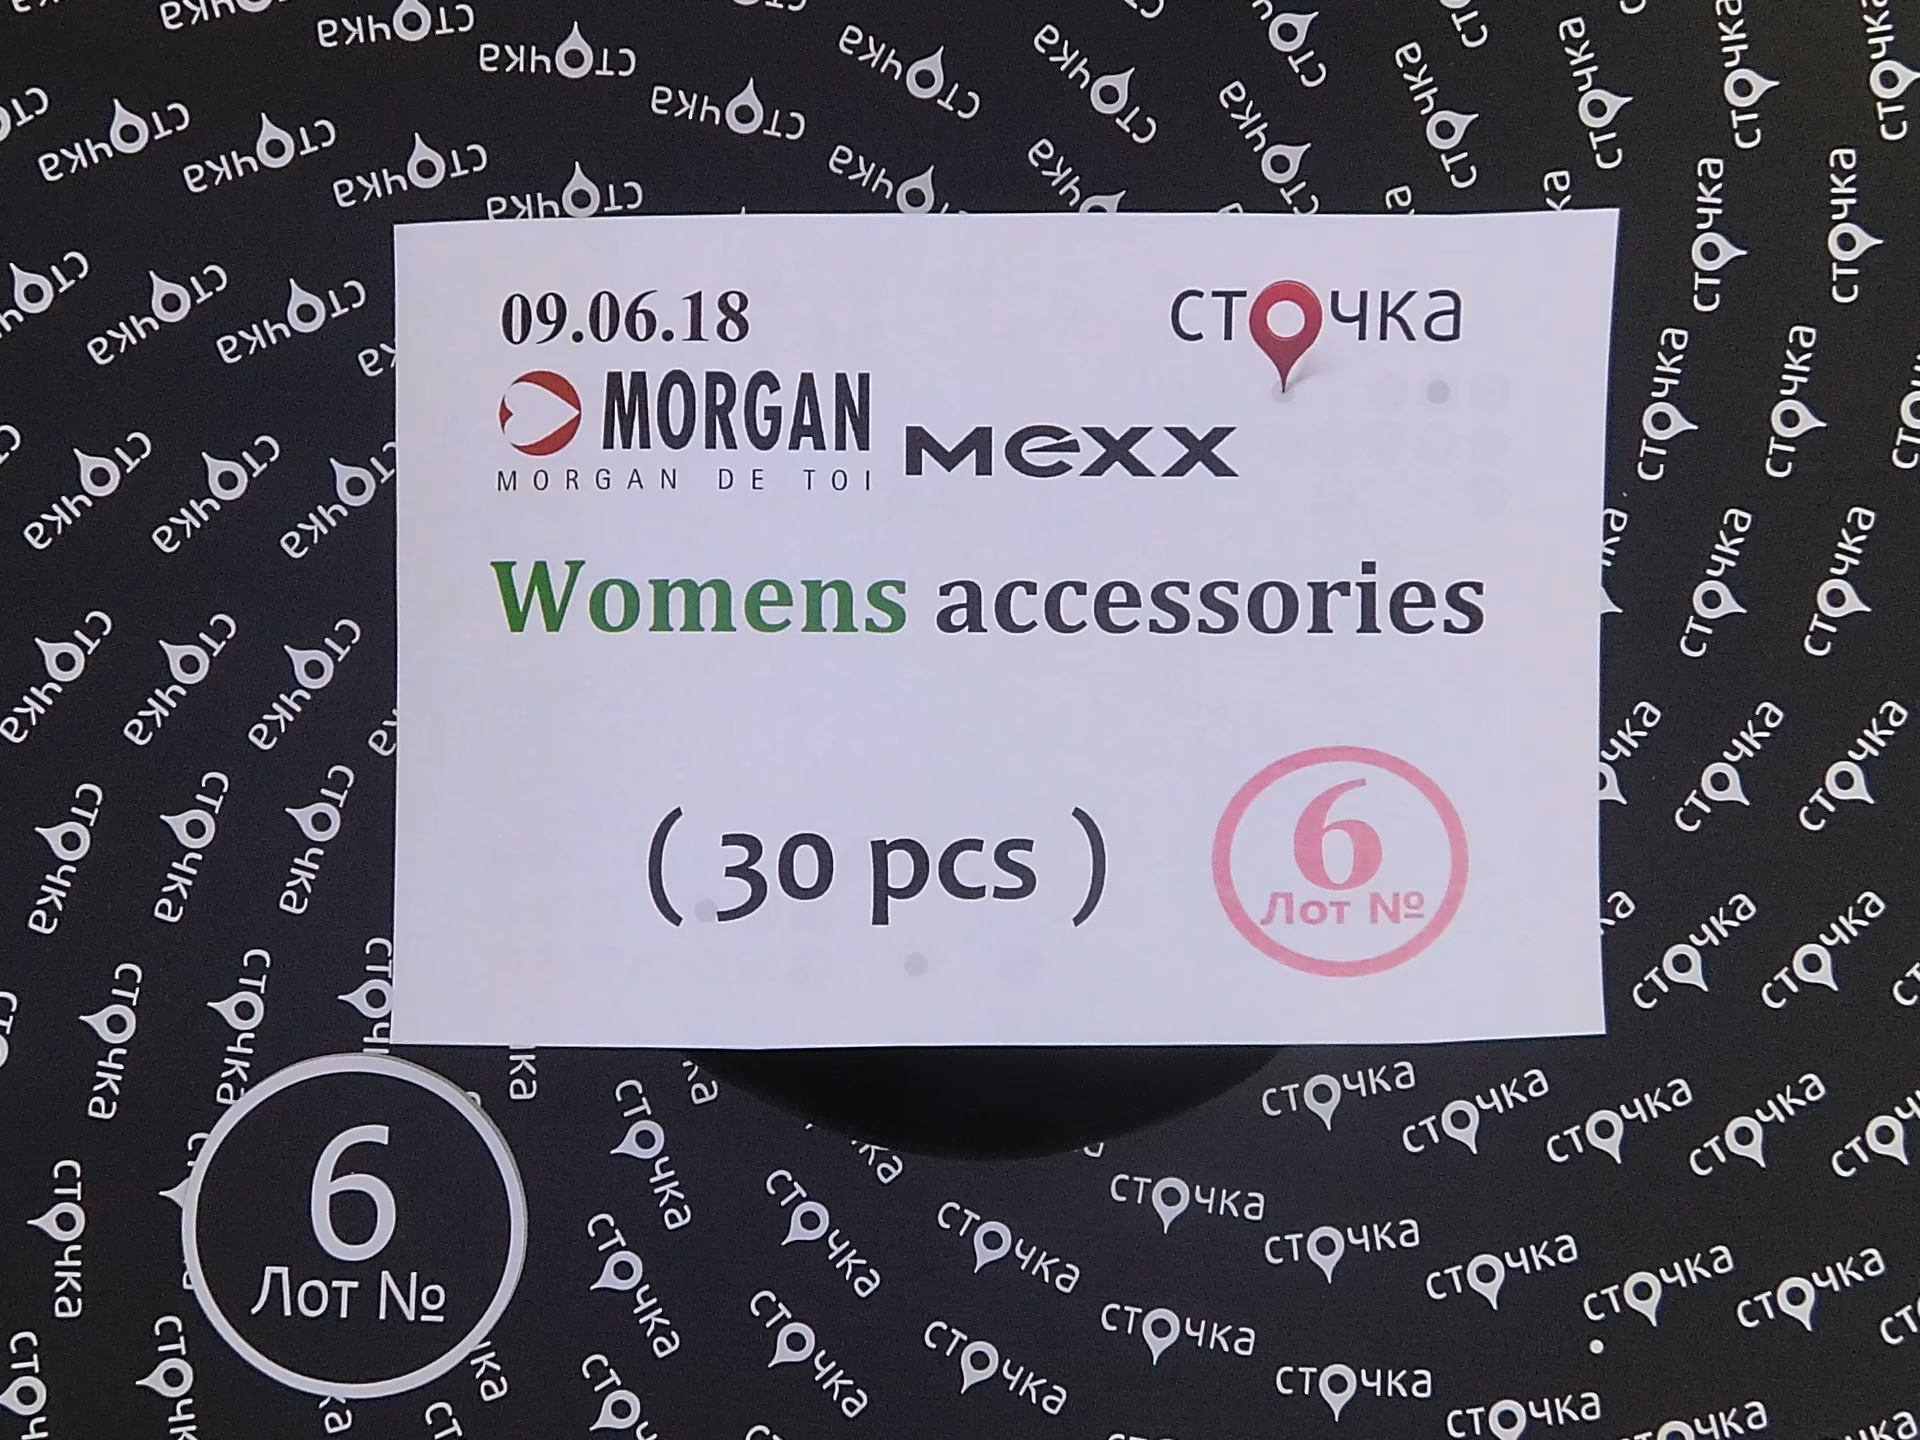 09.06.18
сточка
MORGAN
MORGAN DE TOI
mexx
Womens accessories
( 30 pcs )
6
Лот №
6
Лот №
сточка